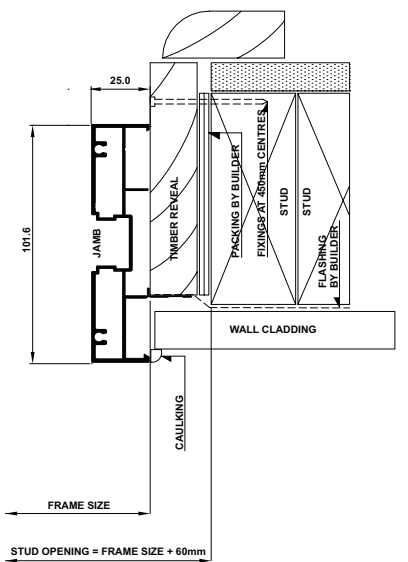 25.0
101.6
JAMB
TIMBER REVEAL
PACKING BY BUILDER
FIXINGS AT 450mm CENTRES
STUD
STUD
FLASHING
BY BUILDER
WALL CLADDING
CAULKING
FRAME SIZE
STUD OPENING = FRAME SIZE + 60mm